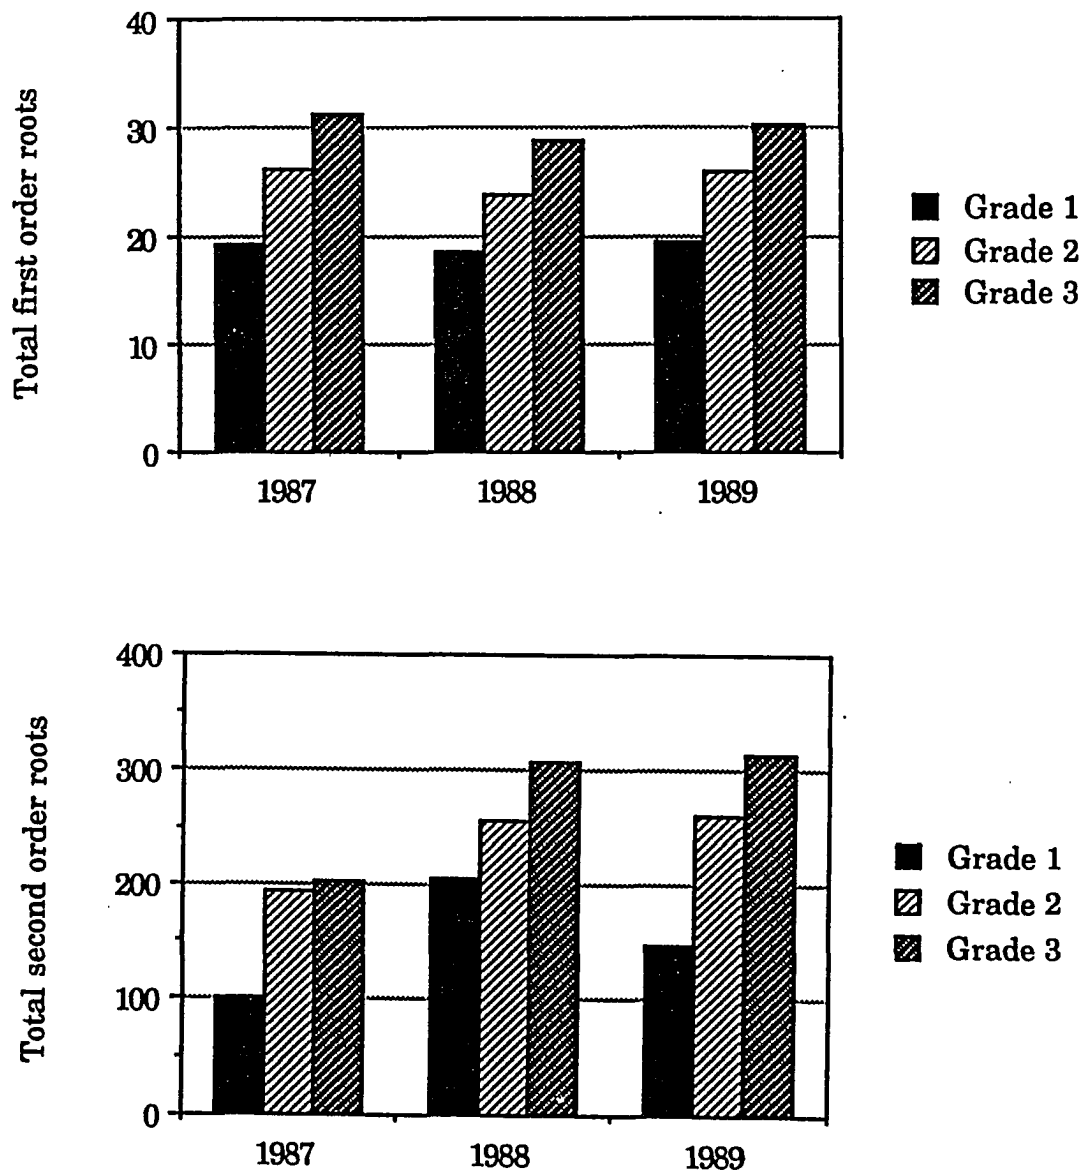 Total first order roots
40
30
20
10
0
1987 1988 1989
Grade 1
Grade 2
Grade 3
Total second order roots
400
300
200
100
0
1987 1988 1989
Grade 1
Grade 2
Grade 3